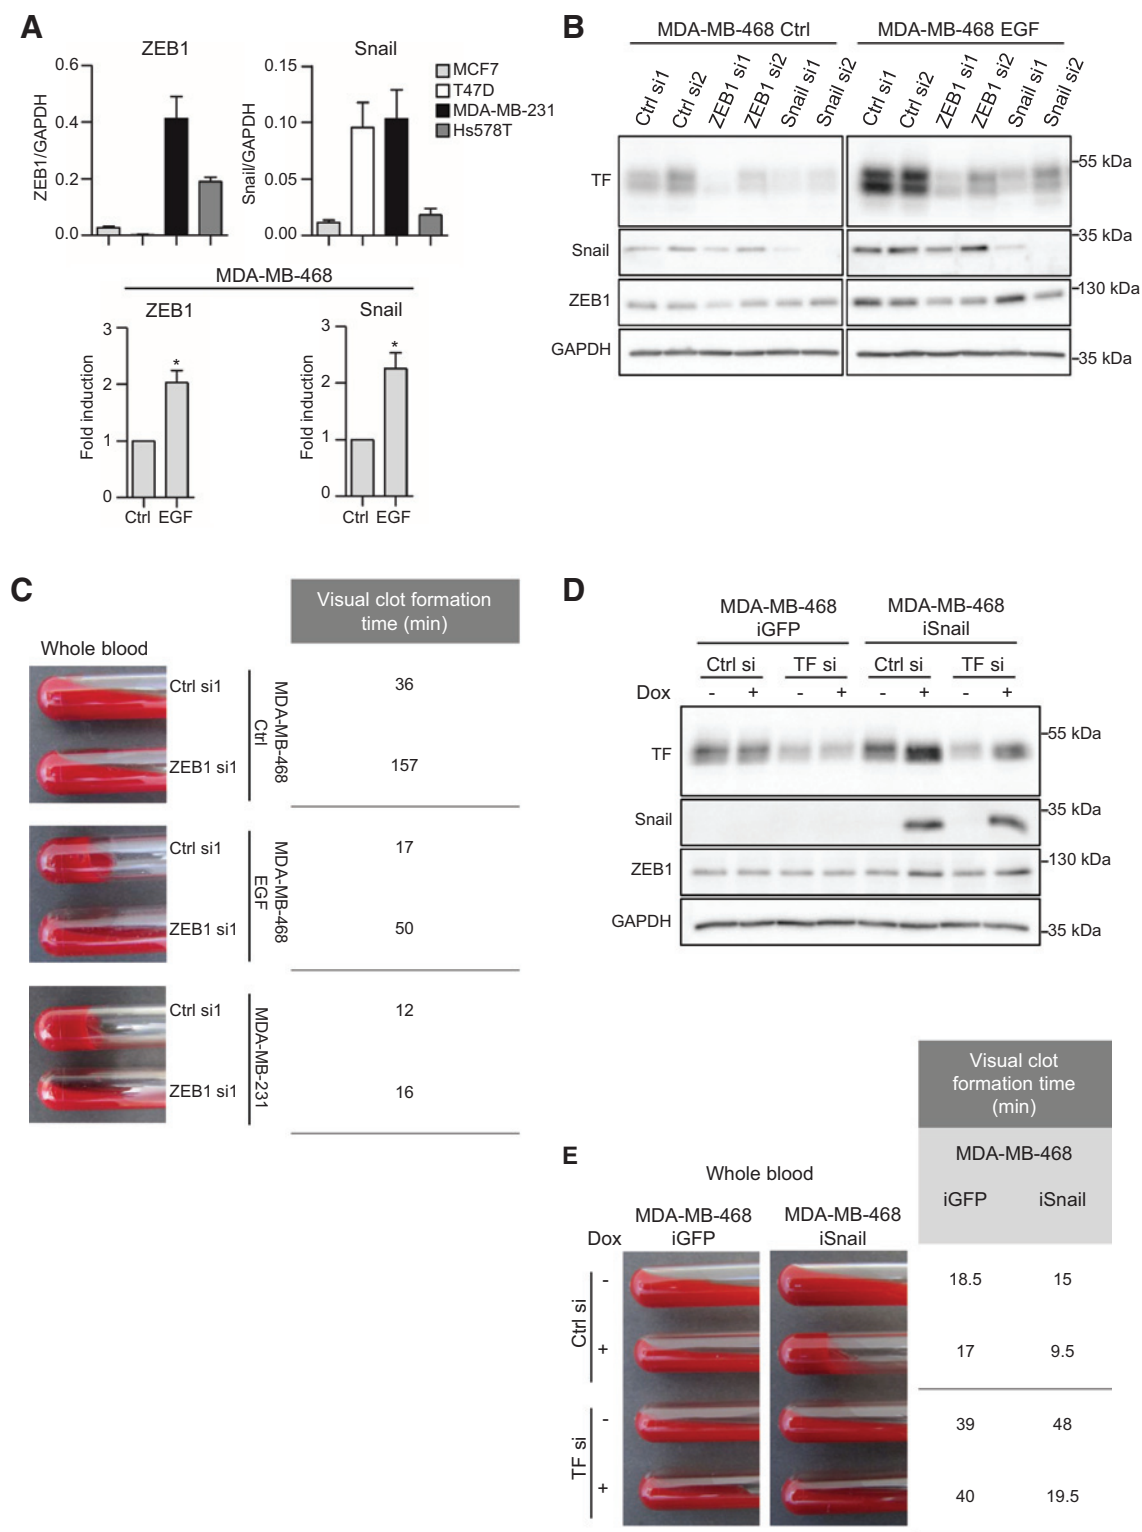 A
ZEB1
ZEB1/GAPDH
0.6
0.4
0.2
0.0
Snail
Snail/GAPDH
0.15
0.10
0.05
0.00
MCF7
T47D
MDA-MB-231
Hs578T
MDA-MB-468
ZEB1
Fold induction
3
2
1
0
*
Ctrl EGF
Snail
Fold induction
3
2
1
0
*
Ctrl EGF
B
MDA-MB-468 Ctrl
MDA-MB-468 EGF
Ctrl si1
Ctrl si2
ZEB1 si1
ZEB1 si2
Snail si1
Snail si2
Ctrl si1
Ctrl si2
ZEB1 si1
ZEB1 si2
Snail si1
Snail si2
TF
55 kDa
Snail
35 kDa
ZEB1
130 kDa
GAPDH
35 kDa
C
Visual clot formation
time (min)
Whole blood
Ctrl si1
36
ZEB1 si1
157
MDA-MB-468
Ctrl
Ctrl si1
17
ZEB1 si1
50
MDA-MB-468
EGF
Ctrl si1
12
ZEB1 si1
16
MDA-MB-231
D
MDA-MB-468
iGFP
MDA-MB-468
iSnail
Ctrl si TF si Ctrl si TF si
Dox - + - + - + - +
TF
55 kDa
Snail
35 kDa
ZEB1
130 kDa
GAPDH
35 kDa
E
Visual clot
formation time
(min)
MDA-MB-468
iGFP iSnail
Whole blood
MDA-MB-468
iGFP
MDA-MB-468
iSnail
Dox
Ctrl si
- 18.5 15
+ 17 9.5
TF si
- 39 48
+ 40 19.5